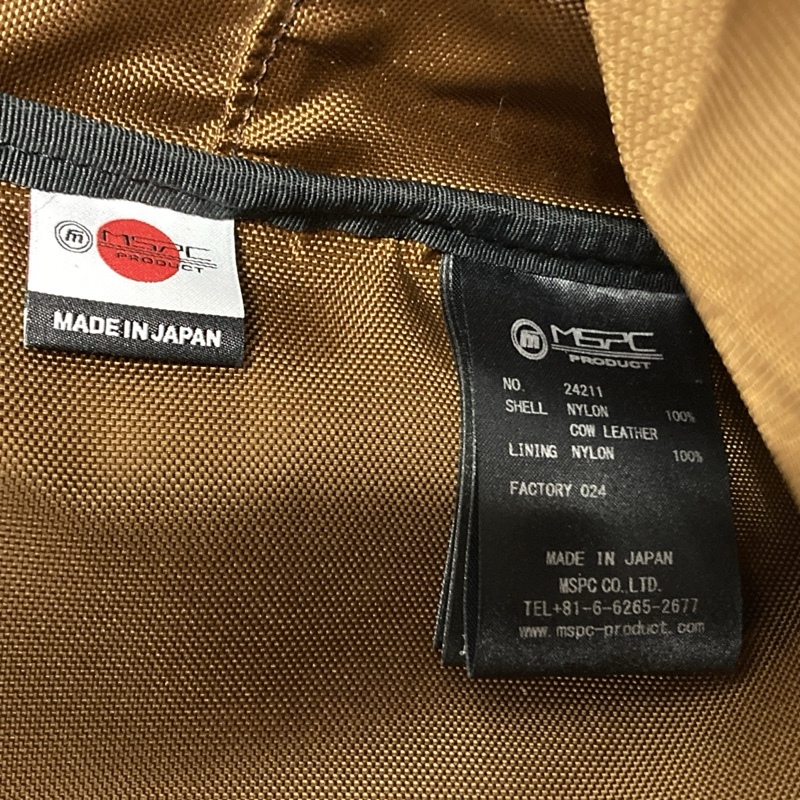 m MSPC
PRODUCT
MADE IN JAPAN
m MSPC
PRODUCT
NO. 24211
SHELL NYLON 100%
COW LEATHER
LINING NYLON 100%
FACTORY 024
MADE IN JAPAN
MSPC CO.,LTD.
TEL+81-6-6265-2677
www.mspc-product.com